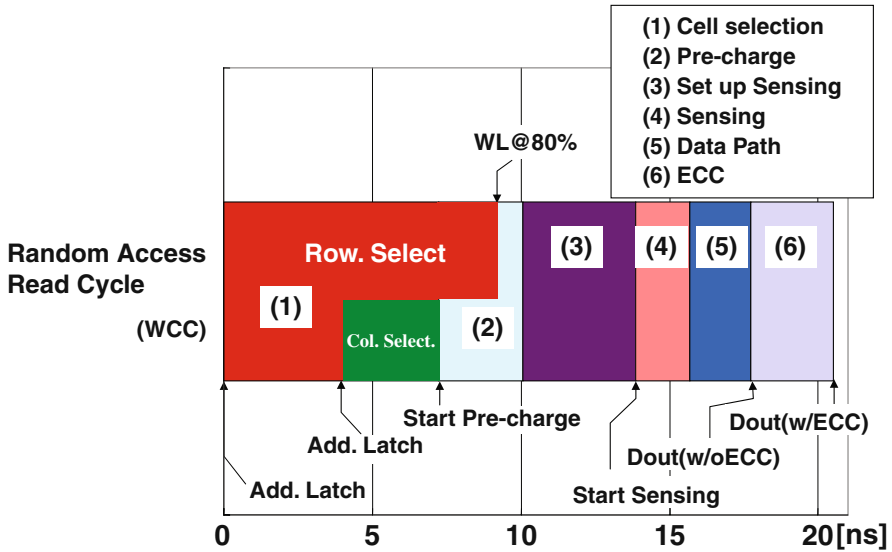 (1) Cell selection
(2) Pre-charge
(3) Set up Sensing
(4) Sensing
(5) Data Path
(6) ECC
WL@80%
Random Access
Read Cycle
(WCC)
Row. Select
(1)
Col. Select.
(2)
(3)
(4)
(5)
(6)
Start Pre-charge
Dout(w/ECC)
Add. Latch
Dout(w/oECC)
Add. Latch
Start Sensing
0 5 10 15 20[ns]